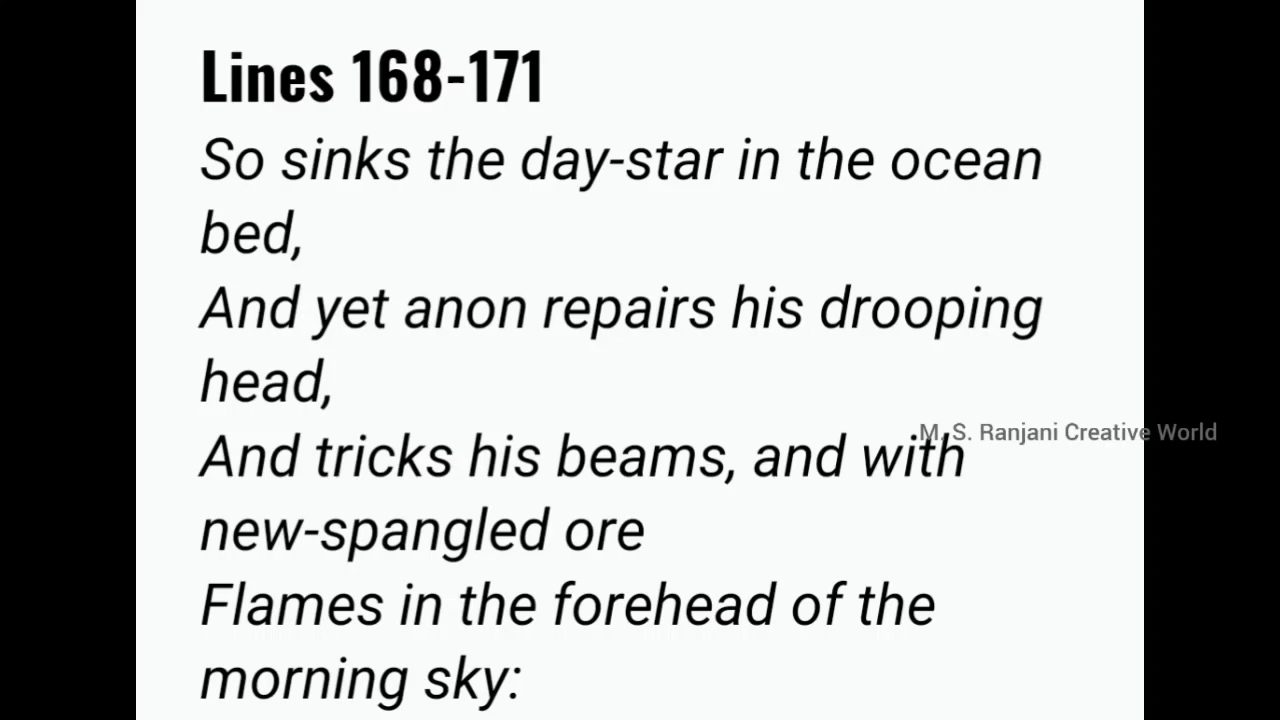 Lines 168-171
So sinks the day-star in the ocean
bed,
And yet anon repairs his drooping
head,
M. S. Ranjani Creative World
And tricks his beams, and with
new-spangled ore
Flames in the forehead of the
morning sky: